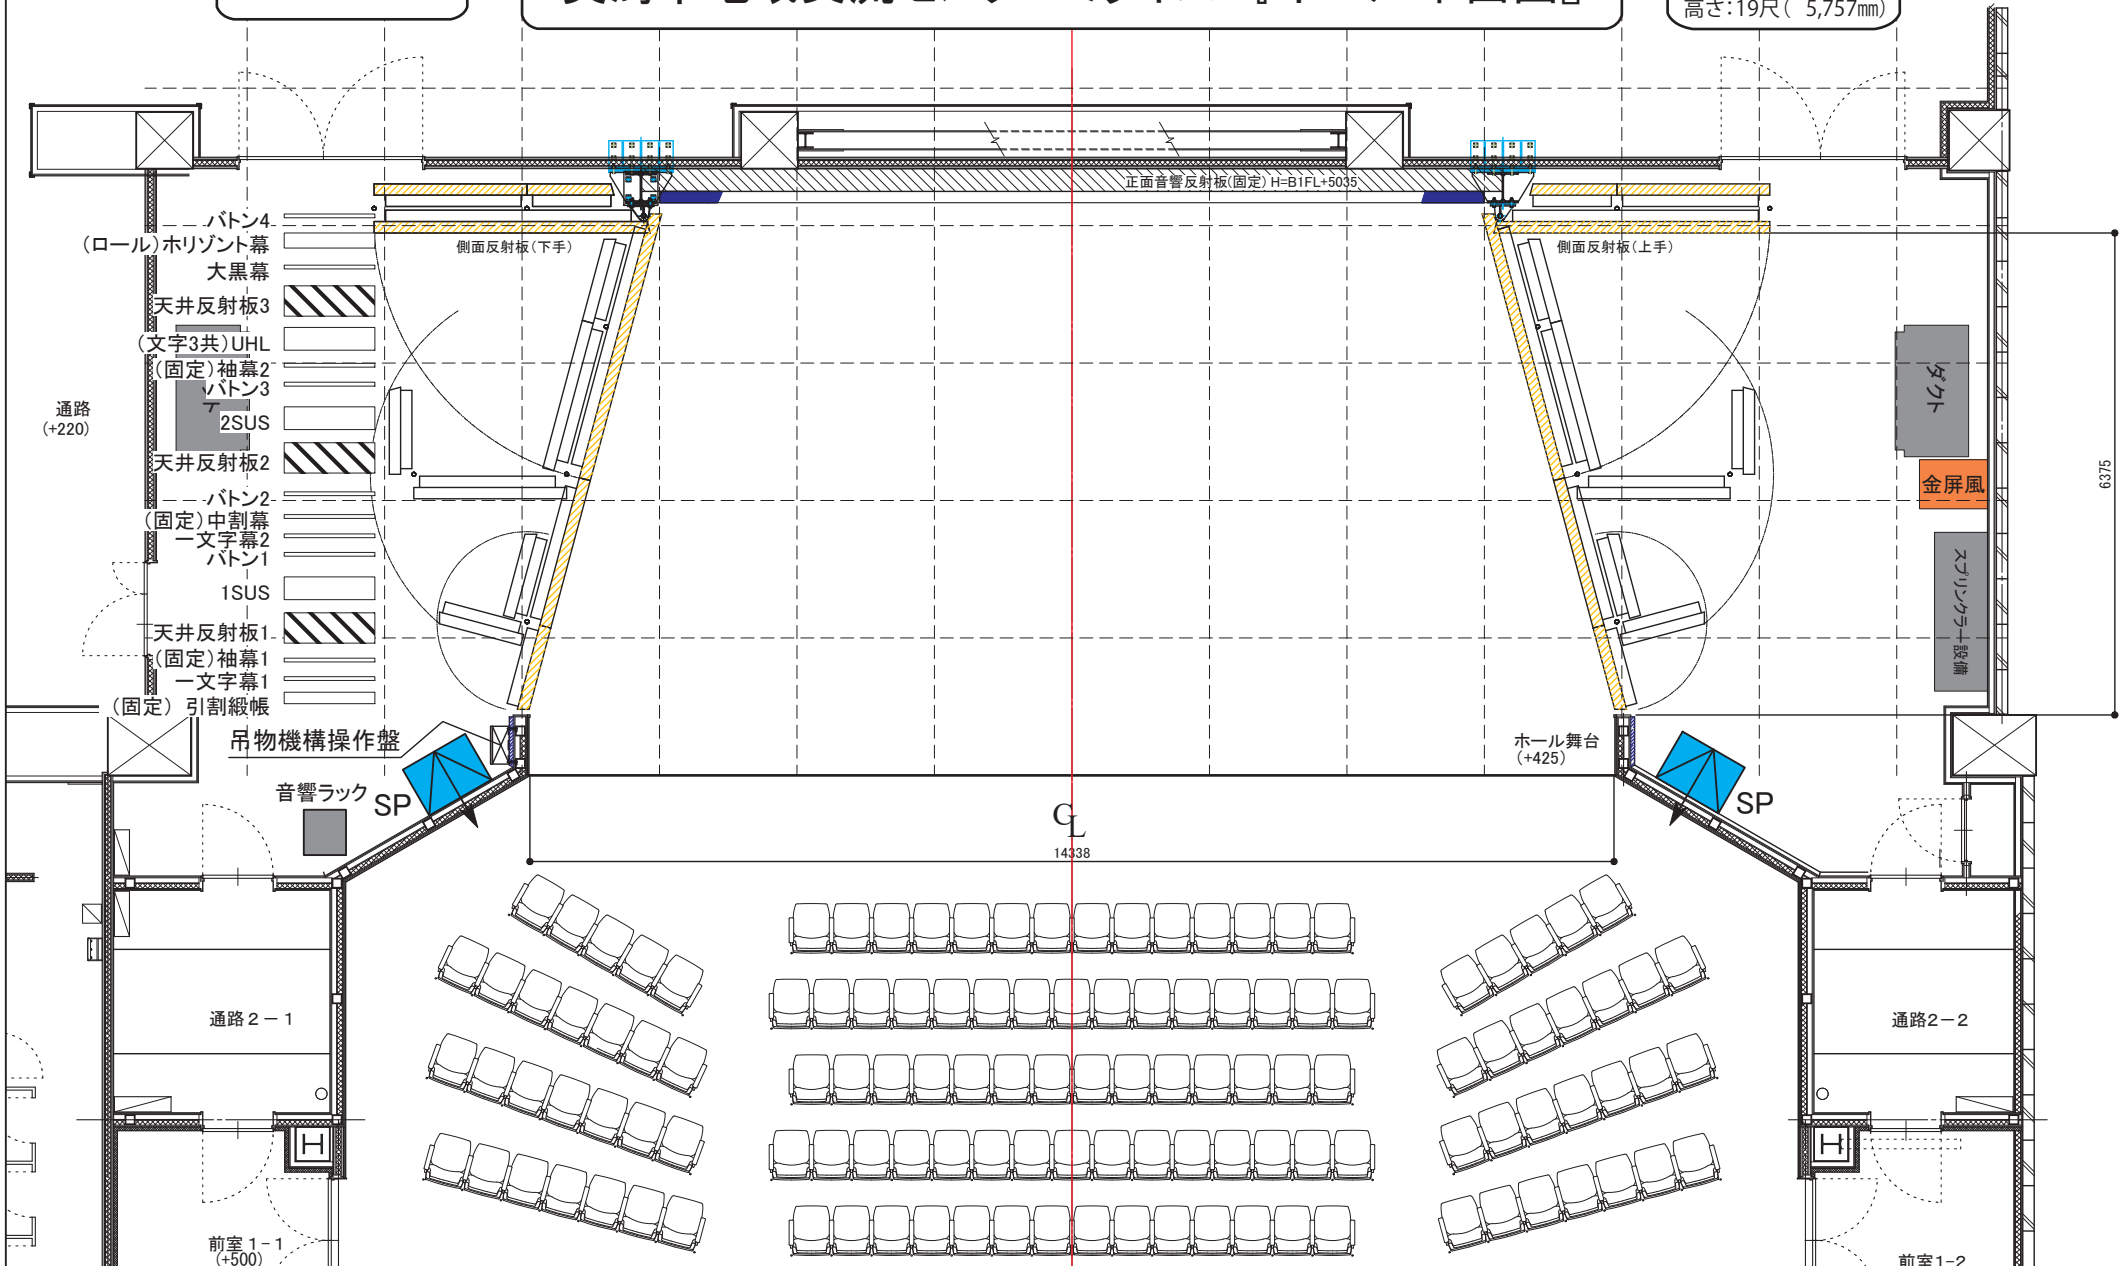 高さ:19尺( 5,757mm)
正面音響反射板(固定) H=B1FL+5035
側面反射板(下手)
側面反射板(上手)
バトン4
(ロール)ホリゾント幕
大黒幕
天井反射板3
(文字3共)UHL
(固定)袖幕2
バトン3
2SUS
天井反射板2
バトン2
(固定)中割幕
一文字幕2
バトン1
1SUS
天井反射板1
(固定)袖幕1
一文字幕1
(固定) 引割緞帳
通路
(+220)
ダクト
金屏風
スプリンクラー設備
6375
吊物機構操作盤
音響ラック
SP
ホール舞台
(+425)
SP
CL
14338
通路2-1
通路2-2
H
H
前室1-1
(+500)
前室1-2